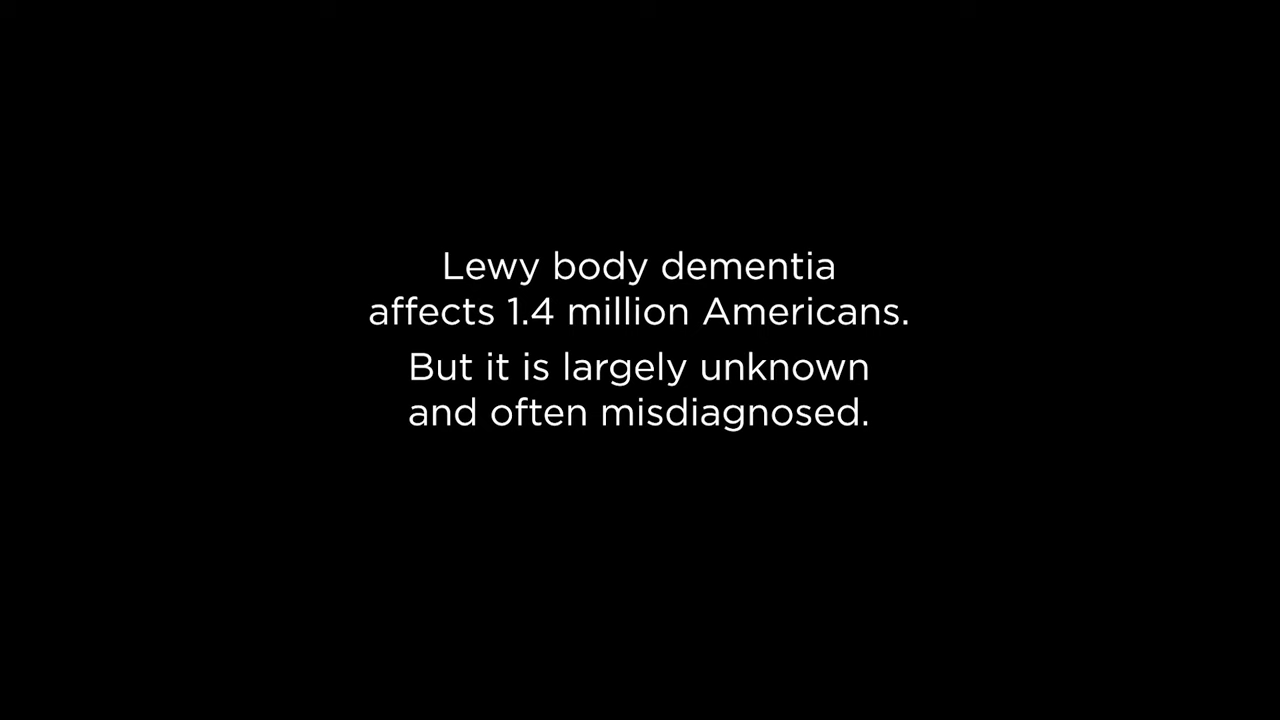 Lewy body dementia
affects 1.4 million Americans.
But it is largely unknown
and often misdiagnosed.